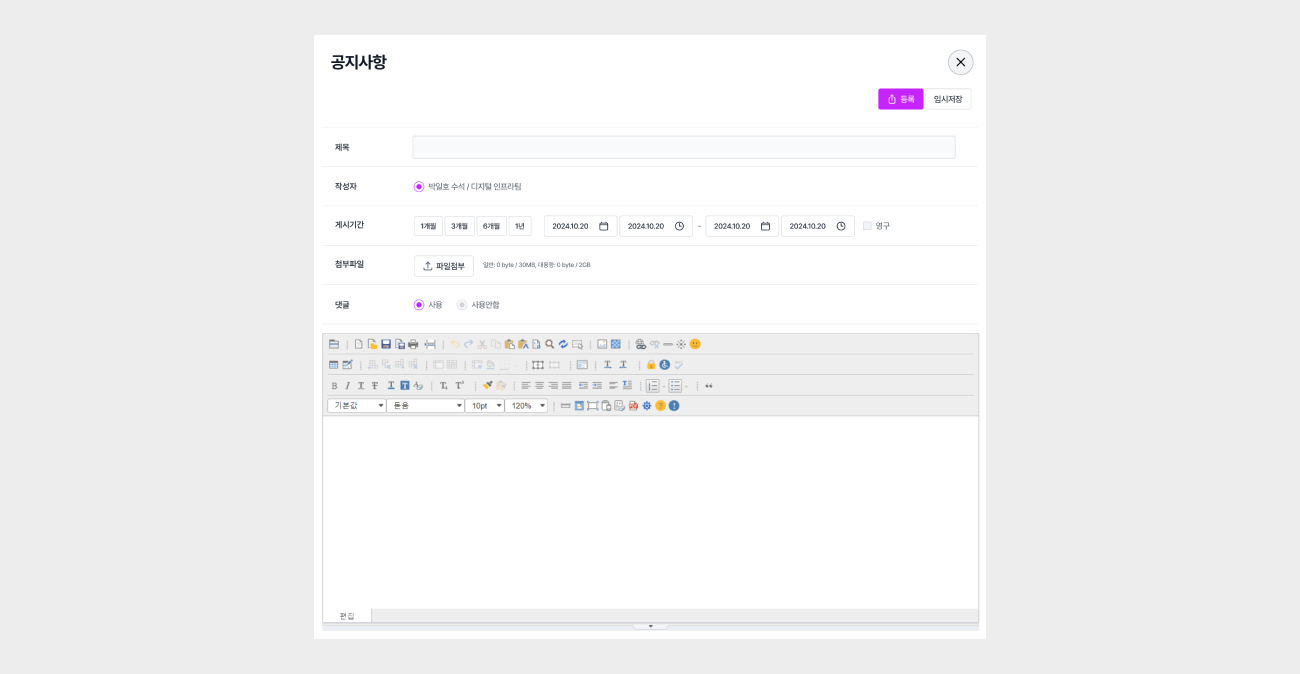 공지사항
등록 임시저장
제목
작성자 박일호 수석 / 디지털 인프라팀
게시기간 1개월 3개월 6개월 1년 2024.10.20 2024.10.20 - 2024.10.20 2024.10.20 영구
첨부파일 파일첨부 일반: 0 byte / 30MB, 대용량: 0 byte / 2GB
댓글 사용 사용안함
기본값 돋움 10pt 120%
편집